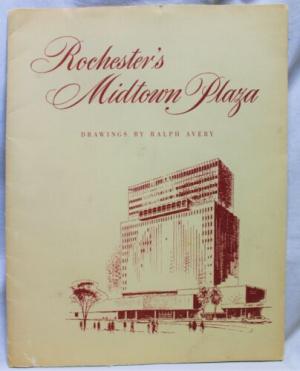 Rochester's
Midtown Plaza
DRAWINGS BY RALPH AVERY